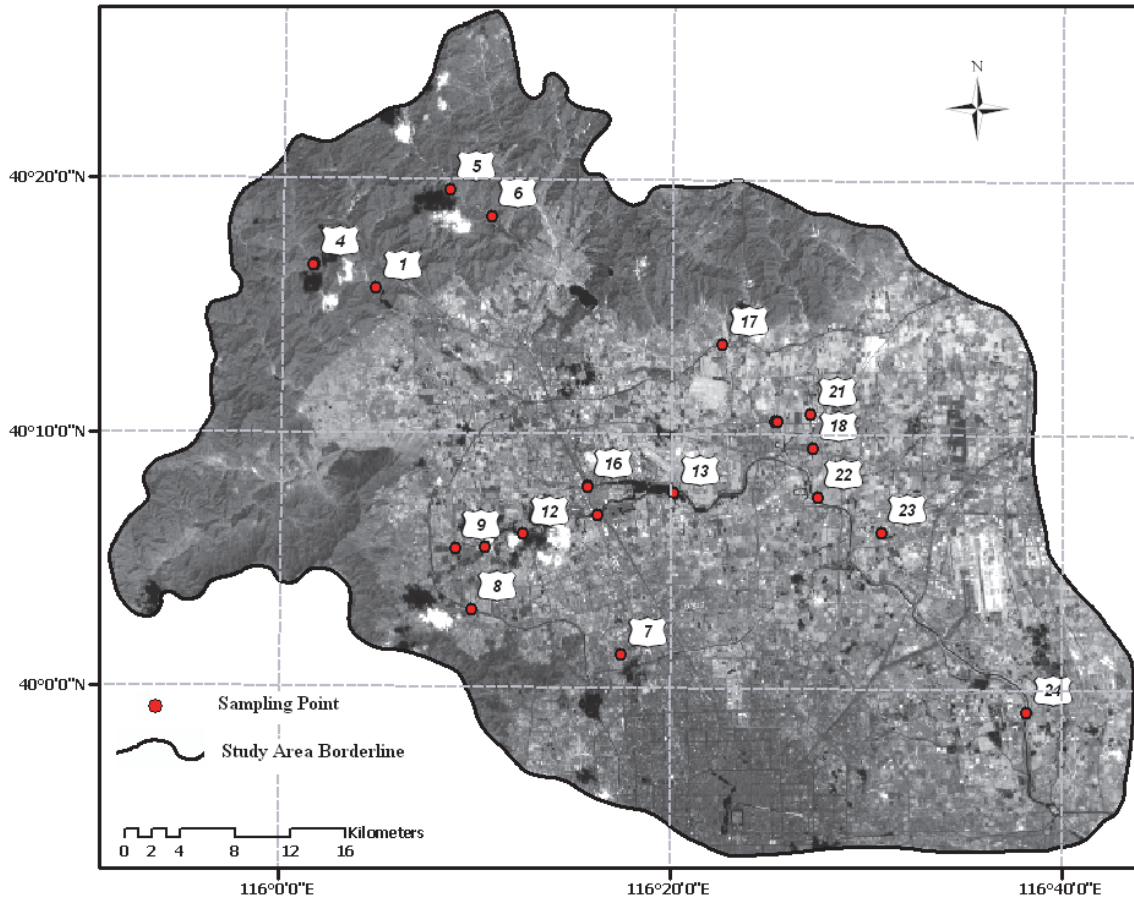 N
40°20'0"N
5
6
4
1
17
21
40°10'0"N
18
16
13
22
9
12
23
8
7
40°0'0"N
24
Sampling Point
Study Area Borderline
Kilometers
0 2 4 8 12 16
116°0'0"E
116°20'0"E
116°40'0"E